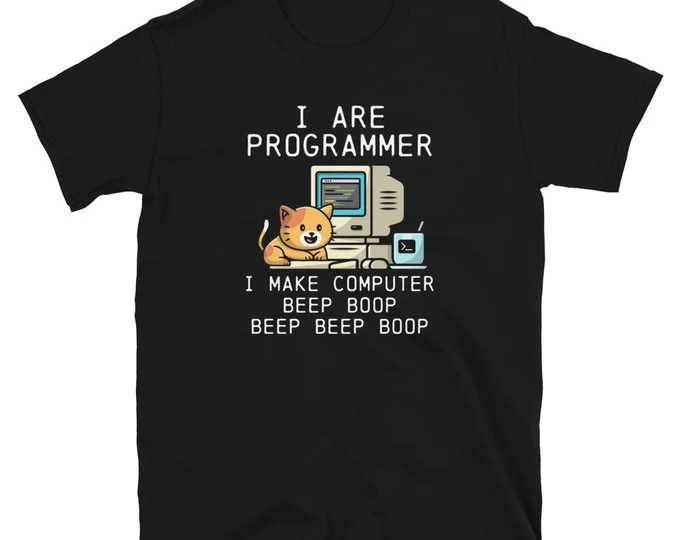 I ARE
PROGRAMMER
>_
I MAKE COMPUTER
BEEP BOOP
BEEP BEEP BOOP